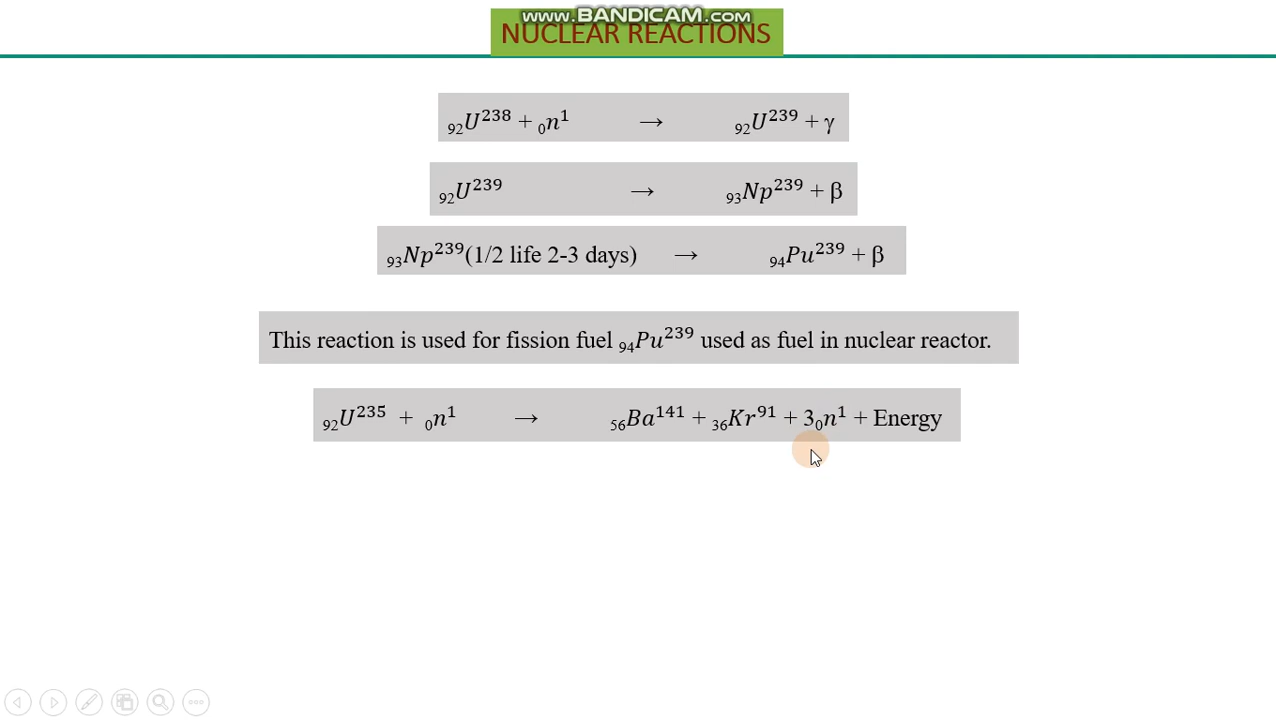 www.BANDICAM.com
NUCLEAR REACTIONS
₉₂U²³⁸ + ₀n¹ → ₉₂U²³⁹ + γ
₉₂U²³⁹ → ₉₃Np²³⁹ + β
₉₃Np²³⁹(1/2 life 2-3 days) → ₉₄Pu²³⁹ + β
This reaction is used for fission fuel ₉₄Pu²³⁹ used as fuel in nuclear reactor.
₉₂U²³⁵ + ₀n¹ → ₅₆Ba¹⁴¹ + ₃₆Kr⁹¹ + 3₀n¹ + Energy